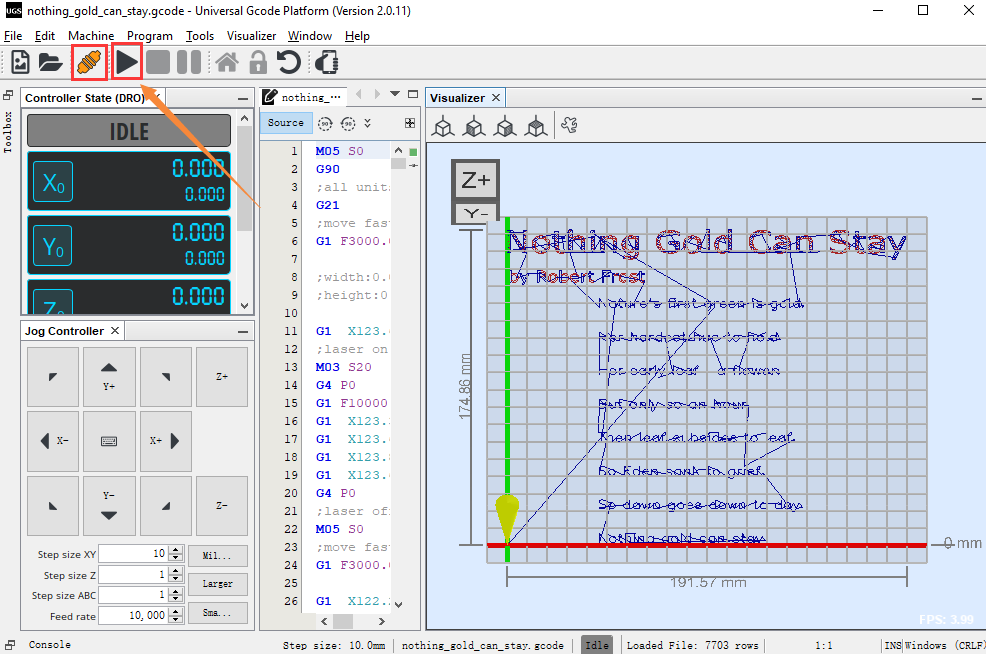 UGS nothing_gold_can_stay.gcode - Universal Gcode Platform (Version 2.0.11)
File Edit Machine Program Tools Visualizer Window Help
Toolbox
Controller State (DRO)
IDLE
X0 0.000
0.000
Y0 0.000
0.000
0.000
Jog Controller
Y+
Z+
X-
X+
Y-
Z-
Step size XY 10 Mil...
Step size Z 1
Larger
Step size ABC 1
Feed rate 10,000 Sma...
nothing_...
Source
1 M05 S0
2 G90
3 ;all unit
4 G21
5 ;move fas
6 G1 F3000.
7
8 ;width:0.
9 ;height:0
10
11 G1 X123.
12 ;laser on
13 M03 S20
14 G4 P0
15 G1 F10000
16 G1 X123.
17 G1 X123.
18 G1 X123.
19 G1 X123.
20 G4 P0
21 ;laser of
22 M05 S0
23 ;move fas
24 G1 F3000.
25
26 G1 X122.
Visualizer
Z+
Y-
Nothing Gold Can Stay
by Robert Frost
Nature's first green is gold
Her hardest hue to hold
Her early leaf a flower
But only so an hour
Then leaf subsides to leaf
So Eden sank to grief
So dawn goes down to day
Nothing gold can stay
174.86 mm
0 mm
191.57 mm
FPS: 3.99
Console Step size: 10.0mm nothing_gold_can_stay.gcode Idle Loaded File: 7703 rows 1:1 INS Windows (CRLF)